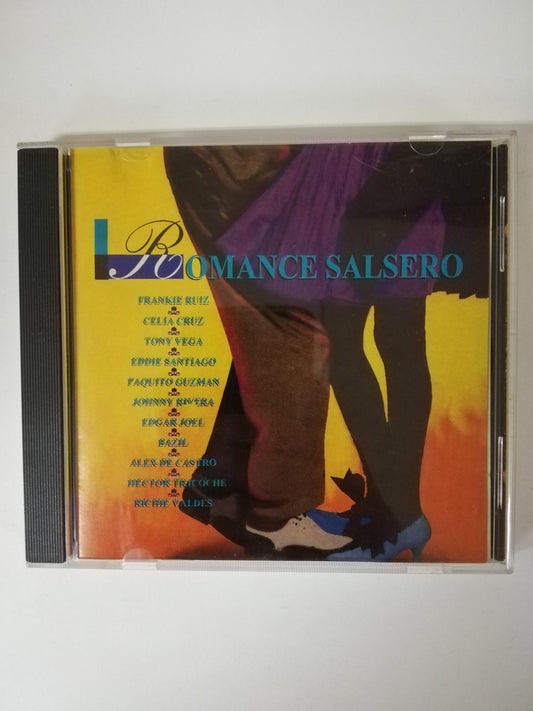 ROMANCE SALSERO
FRANKIE RUIZ
CELIA CRUZ
TONY VEGA
EDDIE SANTIAGO
PAQUITO GUZMAN
JOHNNY RIVERA
EDGAR JOEL
BAZIL
ALEX DE CASTRO
HECTOR TRICOCHE
RICHIE VALDES